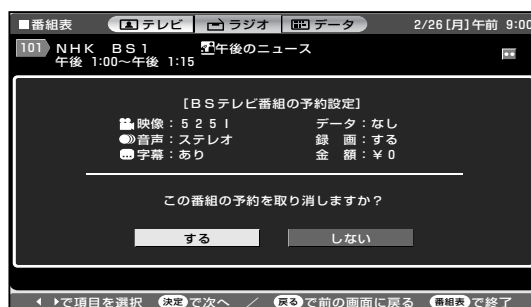 ■番組表 テレビ ラジオ データ 2/26[月]午前 9:00
101 NHK BS1 午後のニュース
午後 1:00～午後 1:15
[BSテレビ番組の予約設定]
映像：525I データ：なし
音声：ステレオ 録 画：する
字幕：あり 金 額：¥0
この番組の予約を取り消しますか？
する しない
で項目を選択 決定で次へ ／ 戻るで前の画面に戻る 番組表で終了